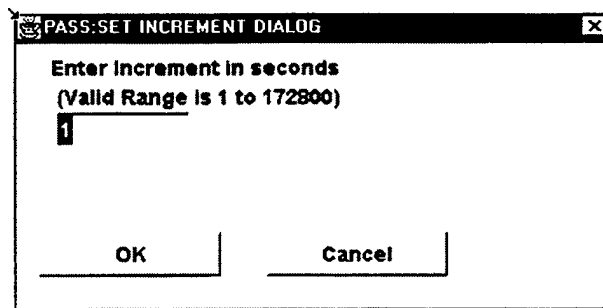 PASS:SET INCREMENT DIALOG
Enter Increment in seconds
(Valid Range is 1 to 172800)
1
OK Cancel